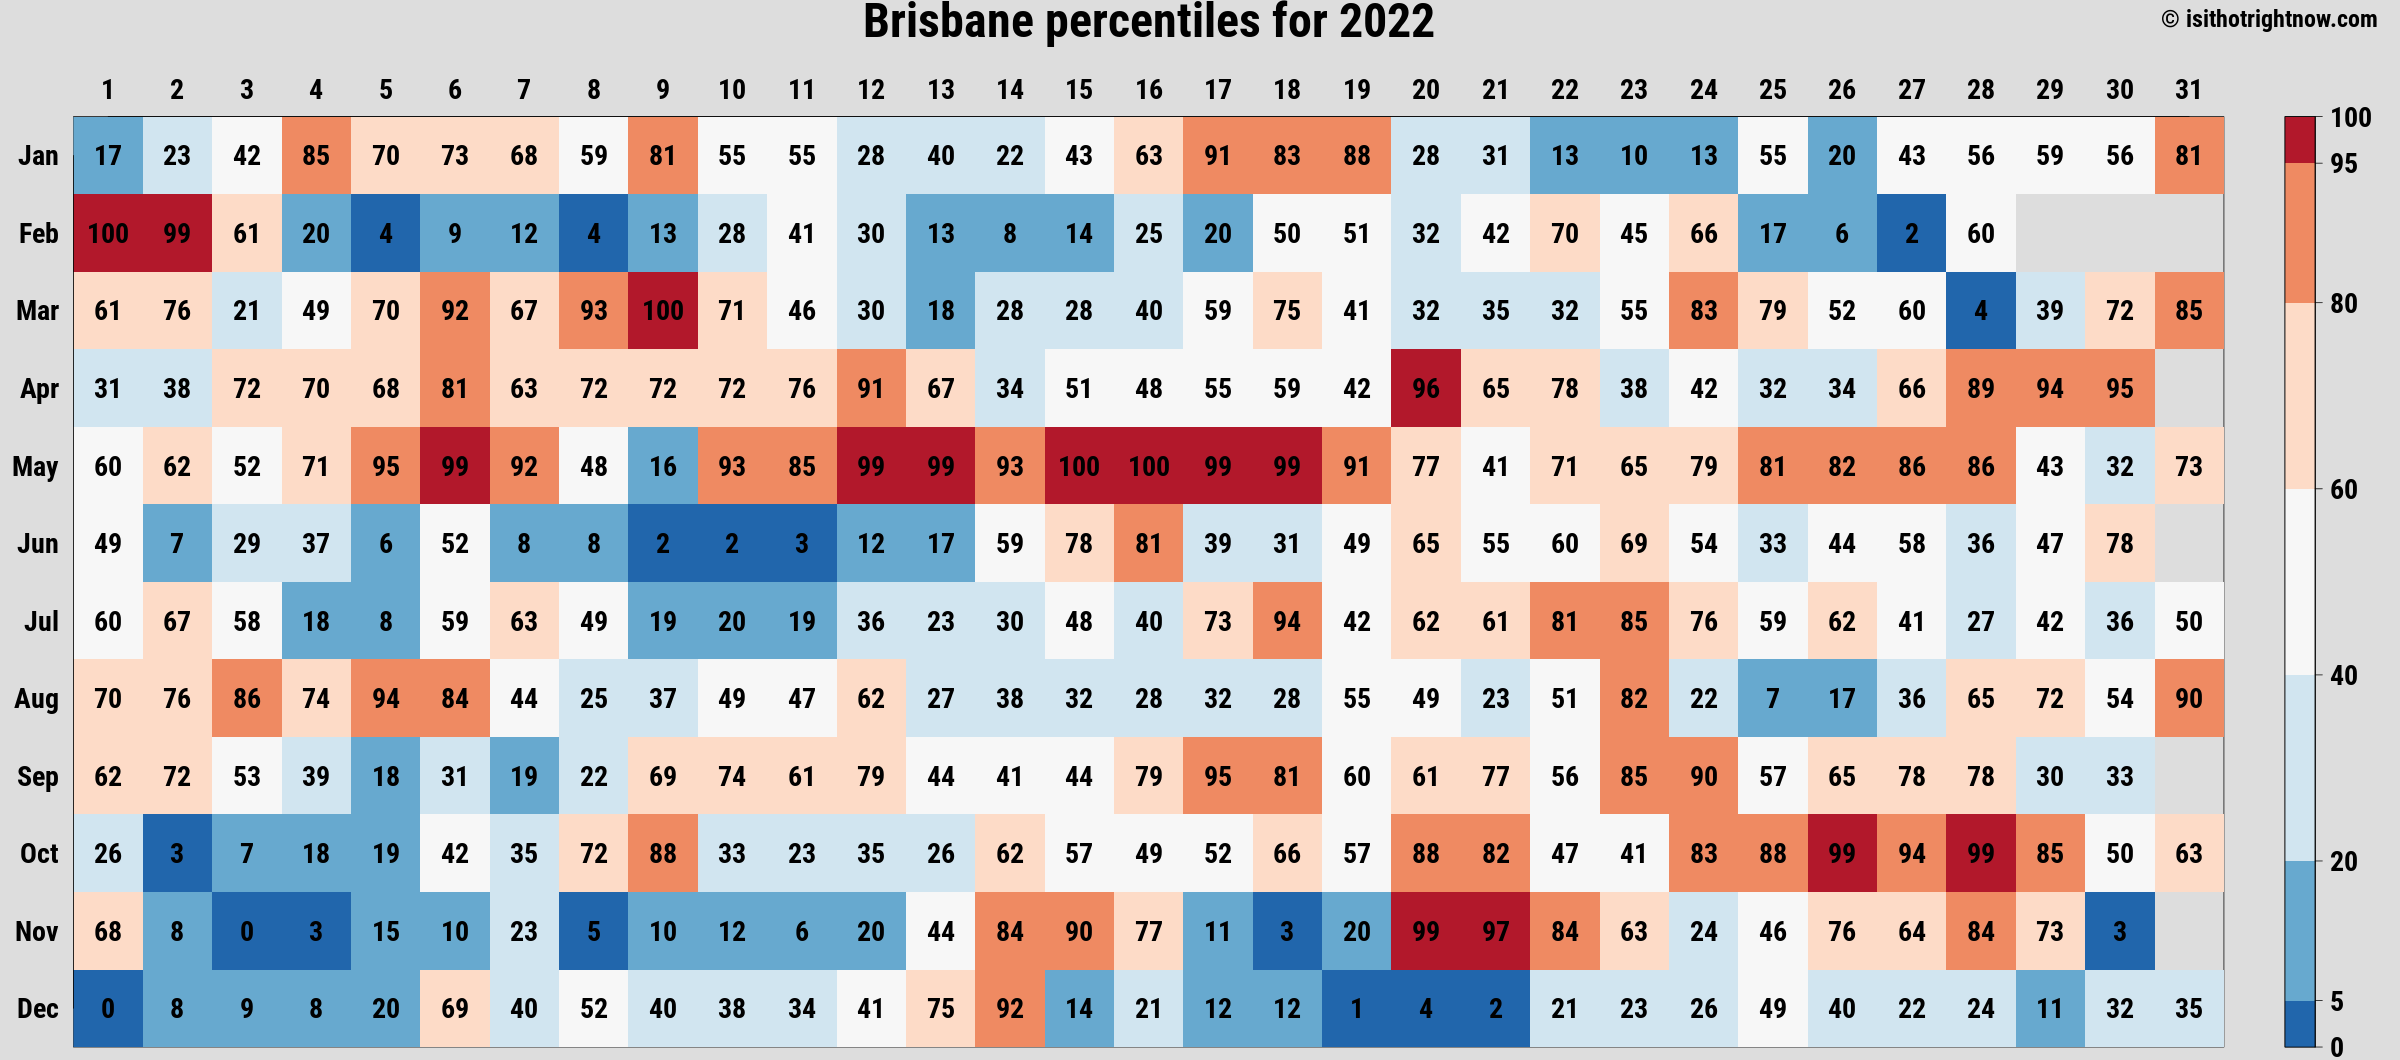 Brisbane percentiles for 2022
© isithotrightnow.com
1 2 3 4 5 6 7 8 9 10 11 12 13 14 15 16 17 18 19 20 21 22 23 24 25 26 27 28 29 30 31
Jan 17 23 42 85 70 73 68 59 81 55 55 28 40 22 43 63 91 83 88 28 31 13 10 13 55 20 43 56 59 56 81
Feb 100 99 61 20 4 9 12 4 13 28 41 30 13 8 14 25 20 50 51 32 42 70 45 66 17 6 2 60
Mar 61 76 21 49 70 92 67 93 100 71 46 30 18 28 28 40 59 75 41 32 35 32 55 83 79 52 60 4 39 72 85
Apr 31 38 72 70 68 81 63 72 72 72 76 91 67 34 51 48 55 59 42 96 65 78 38 42 32 34 66 89 94 95
May 60 62 52 71 95 99 92 48 16 93 85 99 99 93 100 100 99 99 91 77 41 71 65 79 81 82 86 86 43 32 73
Jun 49 7 29 37 6 52 8 8 2 2 3 12 17 59 78 81 39 31 49 65 55 60 69 54 33 44 58 36 47 78
Jul 60 67 58 18 8 59 63 49 19 20 19 36 23 30 48 40 73 94 42 62 61 81 85 76 59 62 41 27 42 36 50
Aug 70 76 86 74 94 84 44 25 37 49 47 62 27 38 32 28 32 28 55 49 23 51 82 22 7 17 36 65 72 54 90
Sep 62 72 53 39 18 31 19 22 69 74 61 79 44 41 44 79 95 81 60 61 77 56 85 90 57 65 78 78 30 33
Oct 26 3 7 18 19 42 35 72 88 33 23 35 26 62 57 49 52 66 57 88 82 47 41 83 88 99 94 99 85 50 63
Nov 68 8 0 3 15 10 23 5 10 12 6 20 44 84 90 77 11 3 20 99 97 84 63 24 46 76 64 84 73 3
Dec 0 8 9 8 20 69 40 52 40 38 34 41 75 92 14 21 12 12 1 4 2 21 23 26 49 40 22 24 11 32 35
100
95
80
60
40
20
5
0